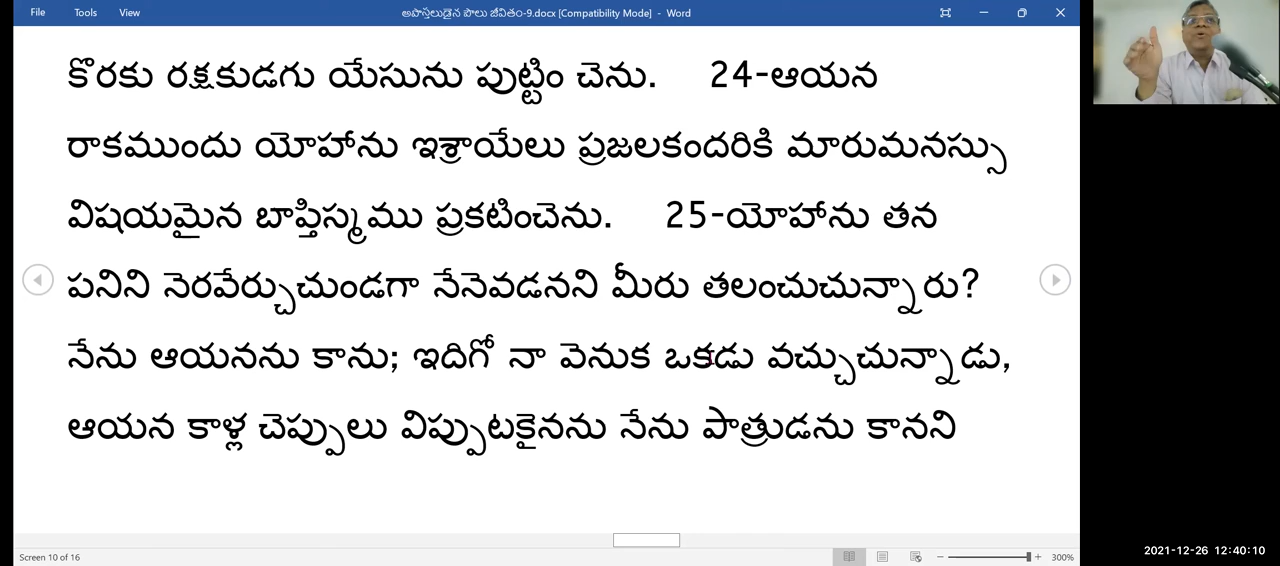 File Tools View అపొస్తలుడైన పౌలు జీవితం-9.docx [Compatibility Mode] - Word
కొరకు రక్షకుడగు యేసును పుట్టిం చెను. 24-ఆయన
రాకముందు యోహాను ఇశ్రాయేలు ప్రజలకందరికి మారుమనస్సు
విషయమైన బాప్తిస్మము ప్రకటించెను. 25-యోహాను తన
పనిని నెరవేర్చుచుండగా నేనెవడనని మీరు తలంచుచున్నారు?
నేను ఆయనను కాను; ఇదిగో నా వెనుక ఒకడు వచ్చుచున్నాడు,
ఆయన కాళ్ల చెప్పులు విప్పుటకైనను నేను పాత్రుడను కానని
Screen 10 of 16 300%
2021-12-26 12:40:10